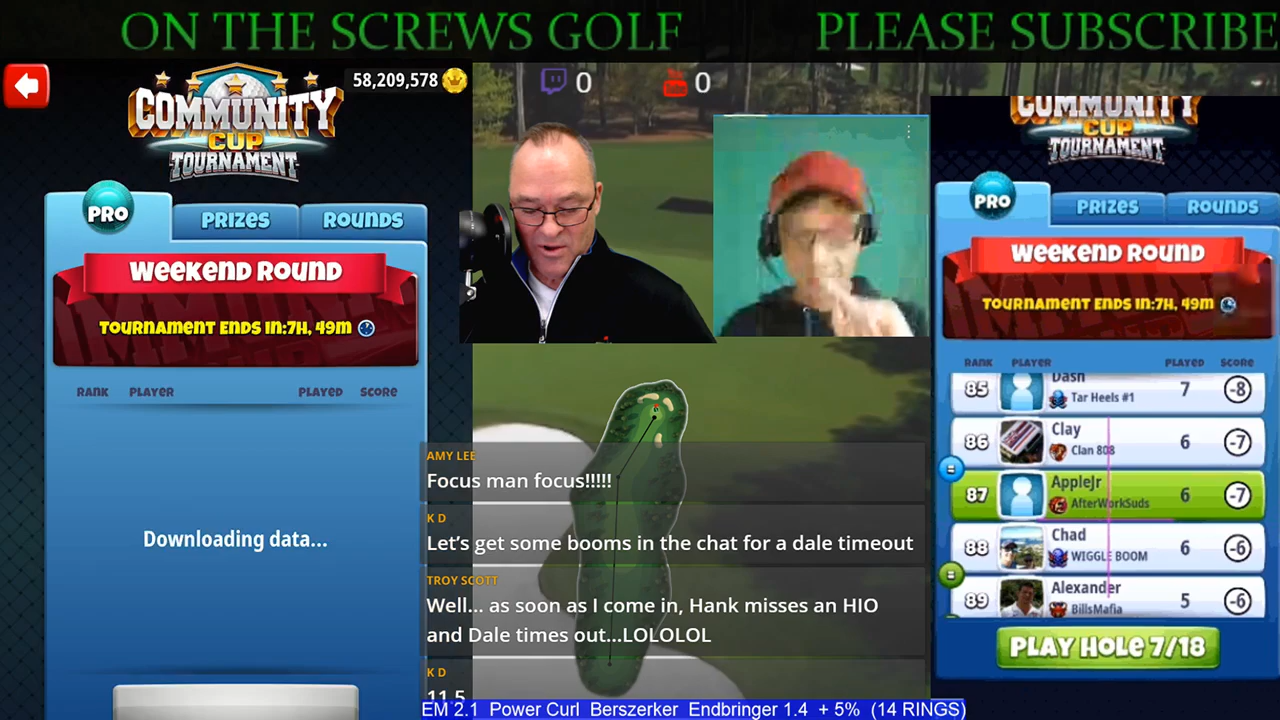 ON THE SCREWS GOLF PLEASE SUBSCRIBE
58,209,578
COMMUNITY
CUP
TOURNAMENT
PRO
PRIZES
ROUNDS
WEEKEND ROUND
TOURNAMENT ENDS IN:7H, 49M
RANK PLAYER PLAYED SCORE
Downloading data...
0
You Tube
0
AMY LEE
Focus man focus!!!!!
K D
Let's get some booms in the chat for a dale timeout
TROY SCOTT
Well... as soon as I come in, Hank misses an HIO
and Dale times out...LOLOLOL
K D
11.5
EM 2.1 Power Curl Berszerker Endbringer 1.4 + 5% (14 RINGS)
COMMUNITY
CUP
TOURNAMENT
PRO
PRIZES
ROUNDS
WEEKEND ROUND
TOURNAMENT ENDS IN:7H, 49M
RANK PLAYER PLAYED SCORE
85 Dash 7 -8
Tar Heels #1
86 Clay 6 -7
Clan 808
87 AppleJr 6 -7
AfterWorkSuds
88 Chad 6 -6
WIGGLE BOOM
89 Alexander 5 -6
BillsMafia
PLAY HOLE 7/18